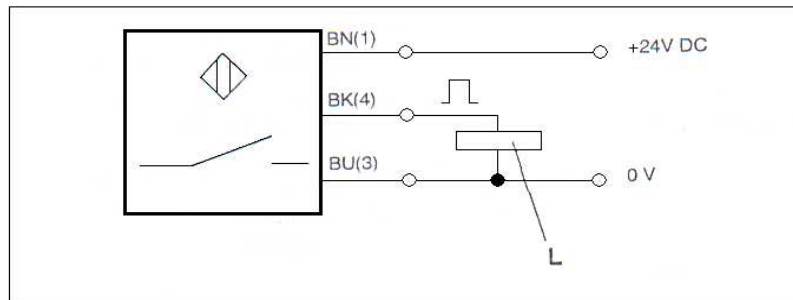 BN(1)
+24V DC
BK(4)
BU(3)
0 V
L